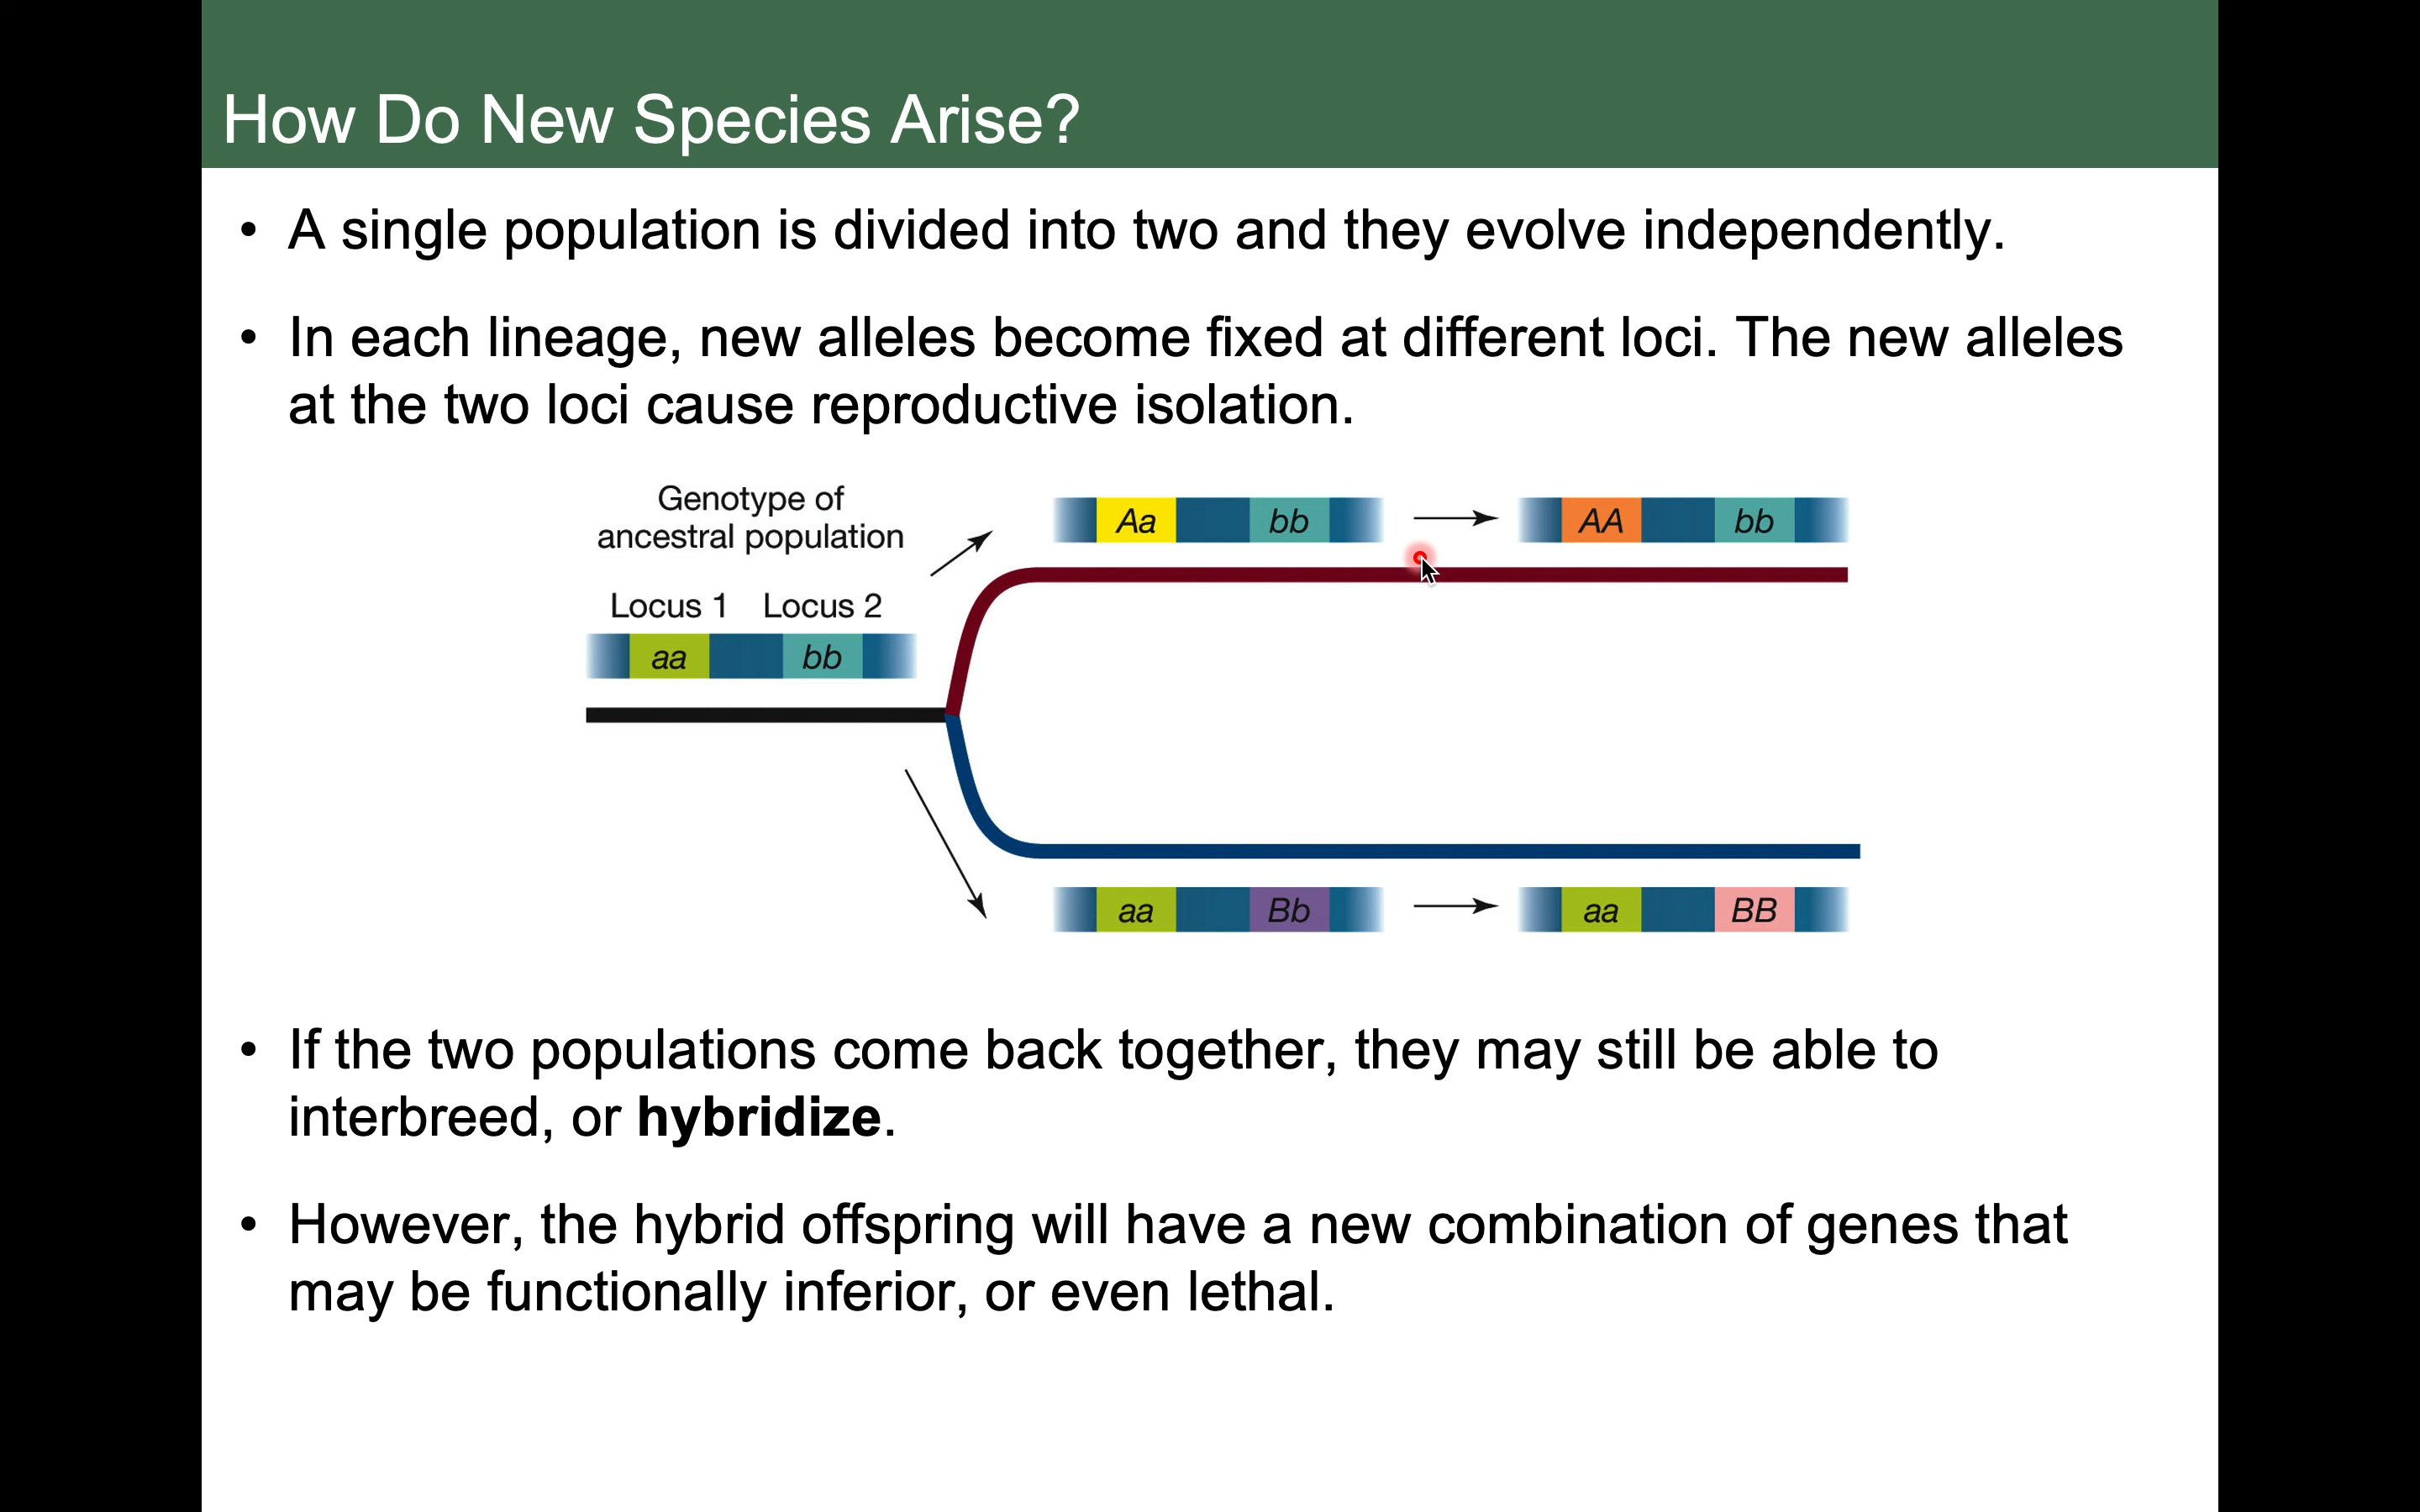 How Do New Species Arise?
• A single population is divided into two and they evolve independently.
• In each lineage, new alleles become fixed at different loci. The new alleles
at the two loci cause reproductive isolation.
Genotype of
ancestral population
Locus 1 Locus 2
aa bb
Aa bb
AA bb
aa Bb
aa BB
• If the two populations come back together, they may still be able to
interbreed, or hybridize.
• However, the hybrid offspring will have a new combination of genes that
may be functionally inferior, or even lethal.